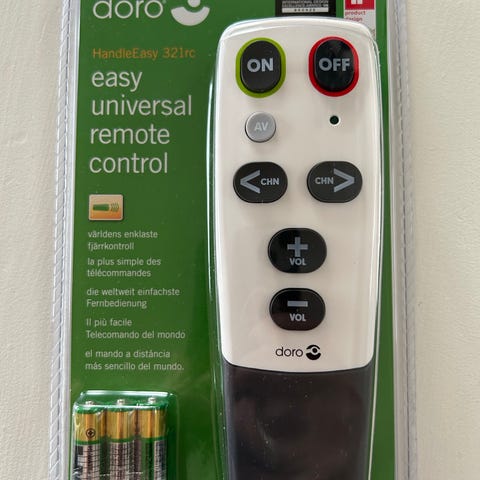 doro
HandleEasy 321rc
easy
universal
remote
control
världens enklaste
fjärrkontroll
la plus simple des
télécommandes
die weltweit einfachste
Fernbedienung
Il più facile
Telecomando del mondo
el mando a distância
más sencillo del mundo.
product
design
ON
OFF
AV
< CHN
CHN >
+
VOL
−
VOL
doro